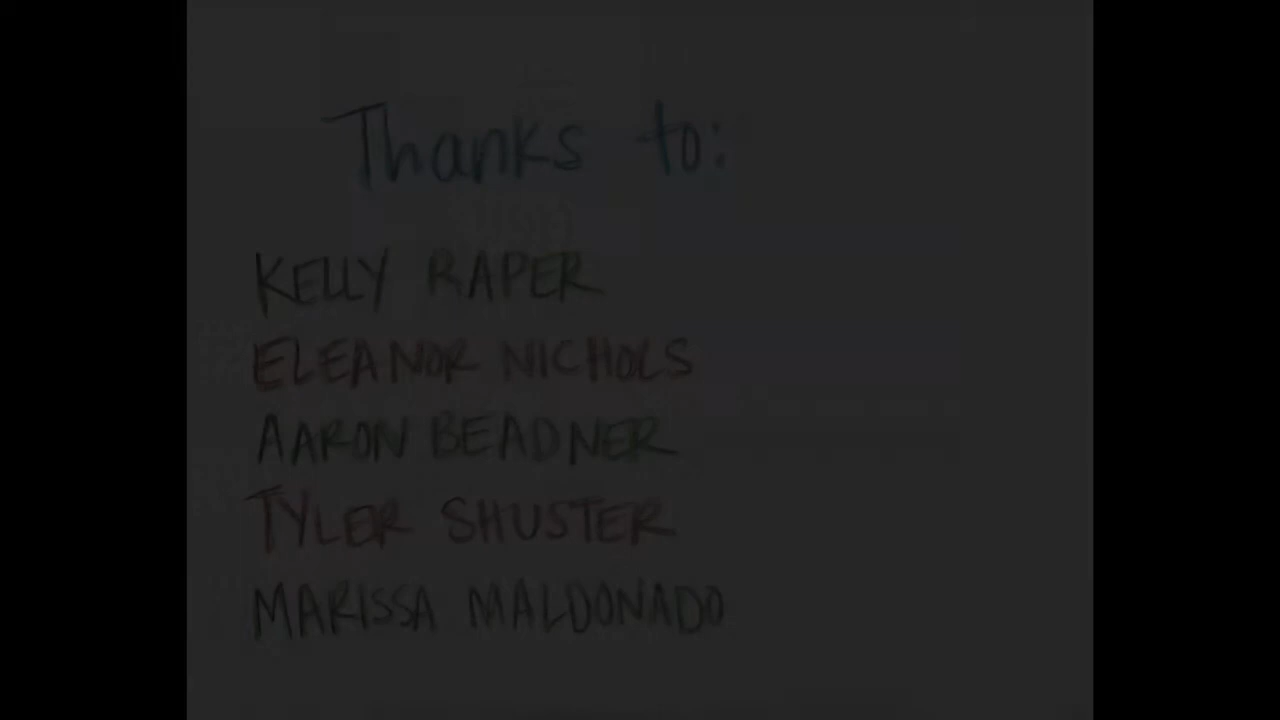 Thanks to:
KELLY RAPER
ELEANOR NICHOLS
AARON BEADNER
TYLER SHUSTER
MARISSA MALDONADO